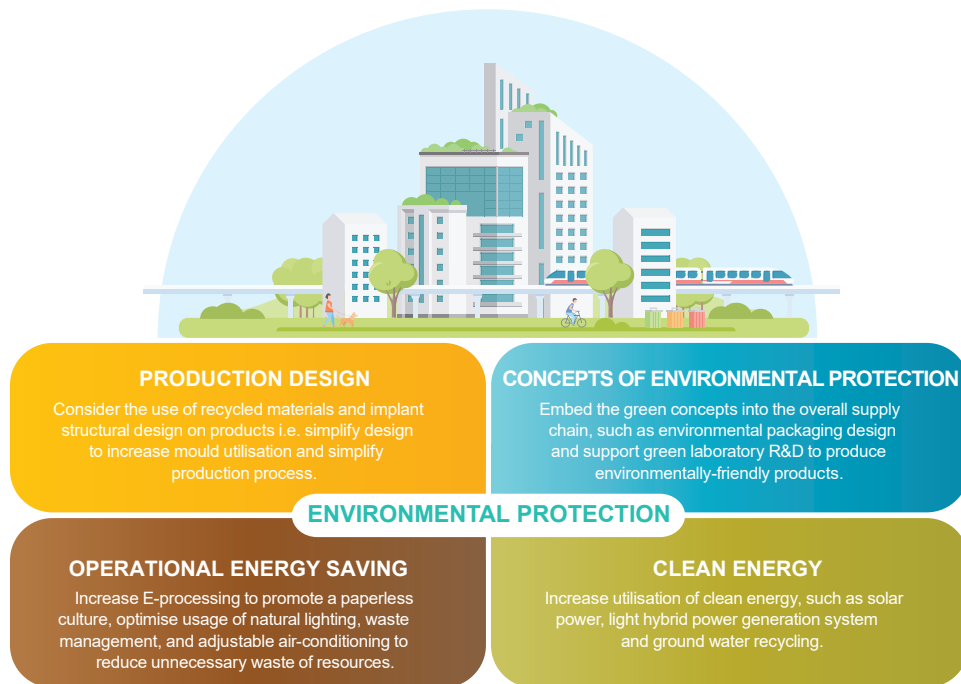 PRODUCTION DESIGN
Consider the use of recycled materials and implant
structural design on products i.e. simplify design
to increase mould utilisation and simplify
production process.
CONCEPTS OF ENVIRONMENTAL PROTECTION
Embed the green concepts into the overall supply
chain, such as environmental packaging design
and support green laboratory R&D to produce
environmentally-friendly products.
ENVIRONMENTAL PROTECTION
OPERATIONAL ENERGY SAVING
Increase E-processing to promote a paperless
culture, optimise usage of natural lighting, waste
management, and adjustable air-conditioning to
reduce unnecessary waste of resources.
CLEAN ENERGY
Increase utilisation of clean energy, such as solar
power, light hybrid power generation system
and ground water recycling.